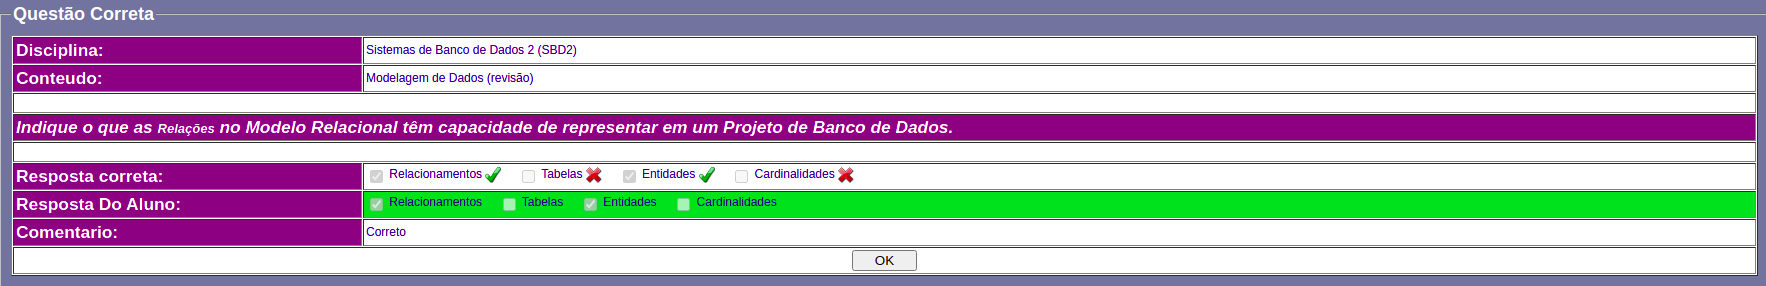 Questão Correta
Disciplina: Sistemas de Banco de Dados 2 (SBD2)
Conteudo: Modelagem de Dados (revisão)
Indique o que as Relações no Modelo Relacional têm capacidade de representar em um Projeto de Banco de Dados.
Resposta correta: Relacionamentos Tabelas Entidades Cardinalidades
Resposta Do Aluno: Relacionamentos Tabelas Entidades Cardinalidades
Comentario: Correto
OK